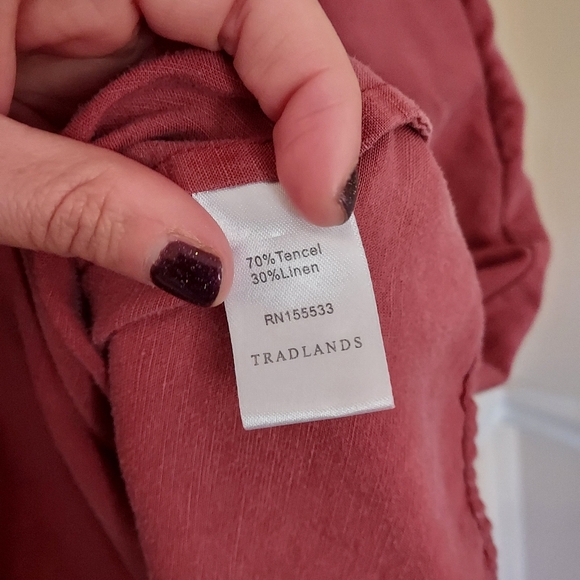 70%Tencel
30%Linen
RN155533
TRADLANDS